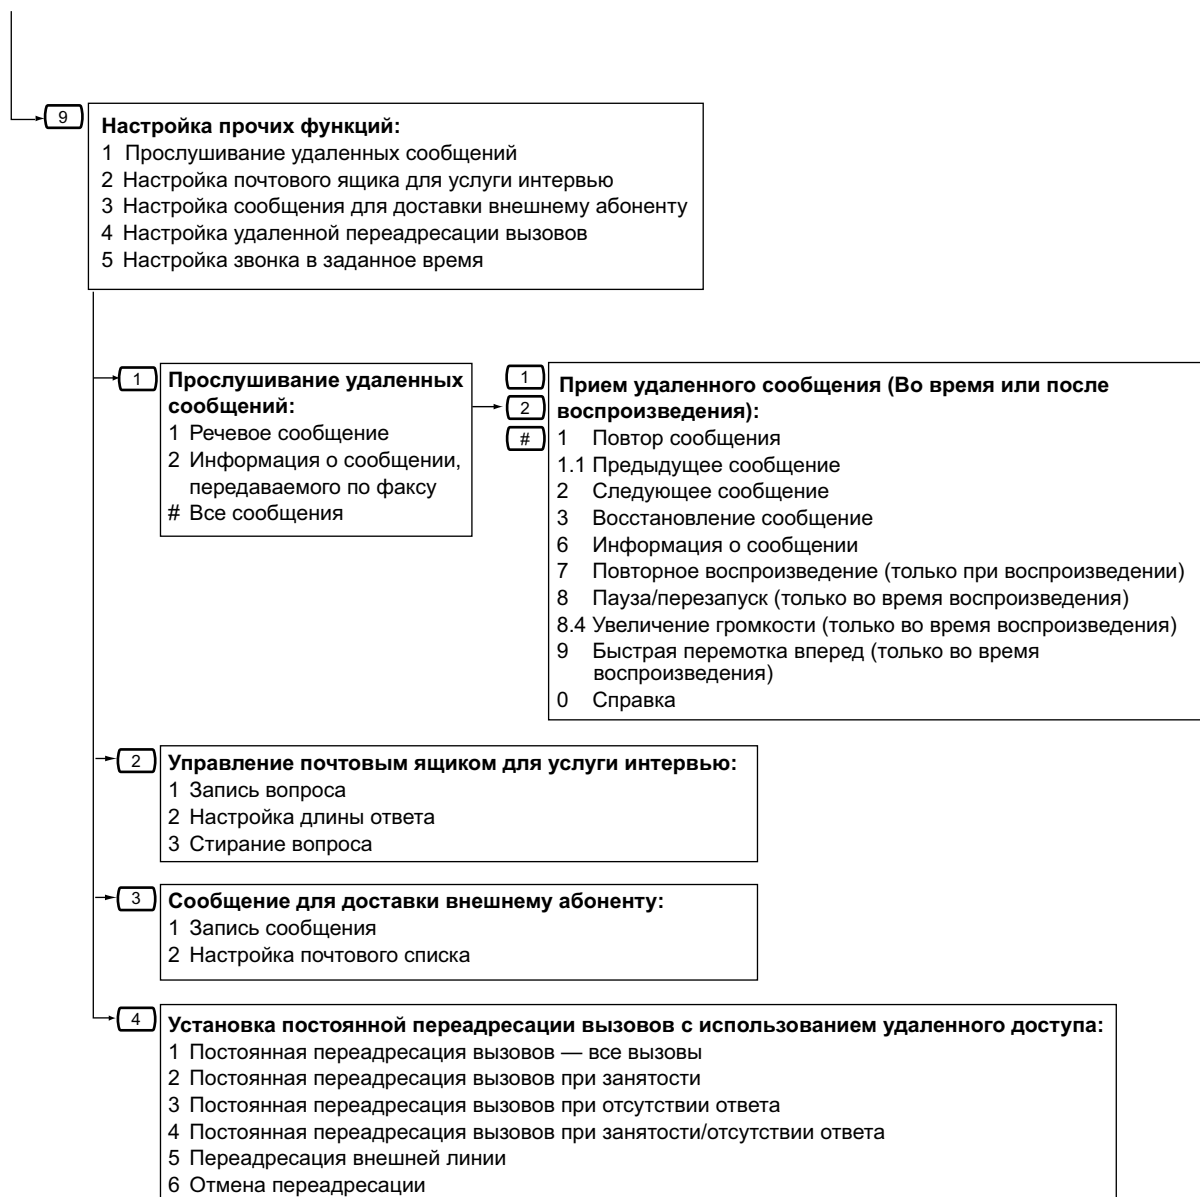 9
Настройка прочих функций:
1 Прослушивание удаленных сообщений
2 Настройка почтового ящика для услуги интервью
3 Настройка сообщения для доставки внешнему абоненту
4 Настройка удаленной переадресации вызовов
5 Настройка звонка в заданное время
1
Прослушивание удаленных
сообщений:
1 Речевое сообщение
2 Информация о сообщении,
передаваемого по факсу
# Все сообщения
1
2
#
Прием удаленного сообщения (Во время или после
воспроизведения):
1 Повтор сообщения
1.1 Предыдущее сообщение
2 Следующее сообщение
3 Восстановление сообщение
6 Информация о сообщении
7 Повторное воспроизведение (только при воспроизведении)
8 Пауза/перезапуск (только во время воспроизведения)
8.4 Увеличение громкости (только во время воспроизведения)
9 Быстрая перемотка вперед (только во время
воспроизведения)
0 Справка
2
Управление почтовым ящиком для услуги интервью:
1 Запись вопроса
2 Настройка длины ответа
3 Стирание вопроса
3
Сообщение для доставки внешнему абоненту:
1 Запись сообщения
2 Настройка почтового списка
4
Установка постоянной переадресации вызовов с использованием удаленного доступа:
1 Постоянная переадресация вызовов — все вызовы
2 Постоянная переадресация вызовов при занятости
3 Постоянная переадресация вызовов при отсутствии ответа
4 Постоянная переадресация вызовов при занятости/отсутствии ответа
5 Переадресация внешней линии
6 Отмена переадресации